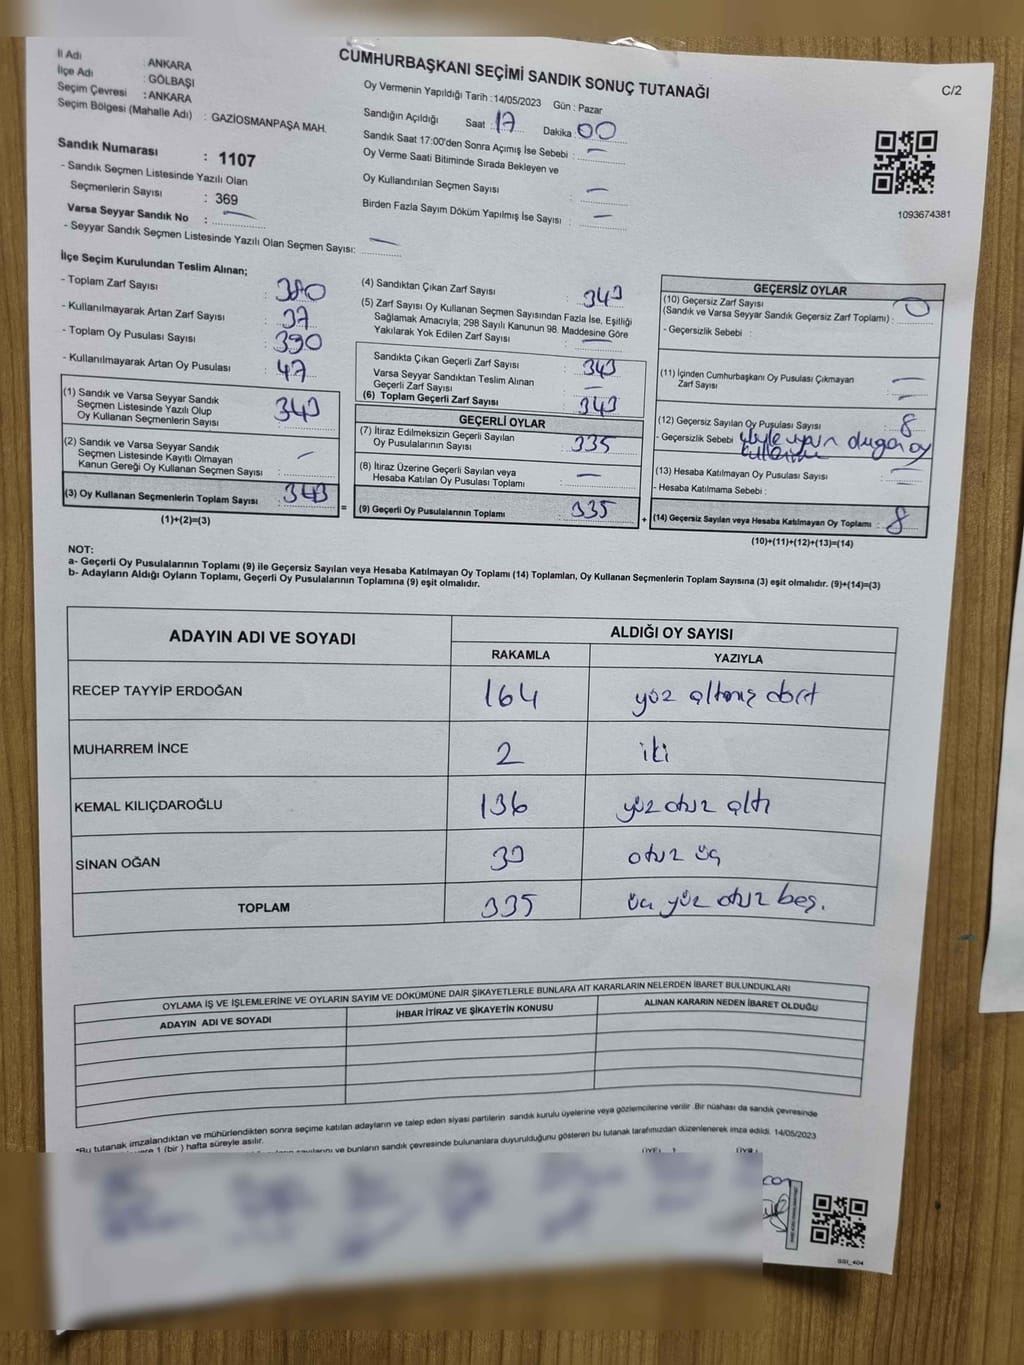 CUMHURBAŞKANI SEÇİMİ SANDIK SONUÇ TUTANAĞI
C/2
İl Adı : ANKARA
İlçe Adı : GÖLBAŞI
Seçim Çevresi : ANKARA
Seçim Bölgesi (Mahalle Adı) : GAZİOSMANPAŞA MAH.
Sandık Numarası : 1107
- Sandık Seçmen Listesinde Yazılı Olan
Seçmenlerin Sayısı : 369
Varsa Seyyar Sandık No : —
- Seyyar Sandık Seçmen Listesinde Yazılı Olan Seçmen Sayısı: —
Oy Vermenin Yapıldığı Tarih : 14/05/2023 Gün : Pazar
Sandığın Açıldığı Saat : 17 Dakika : 00
Sandık Saat 17:00'den Sonra Açımış İse Sebebi : —
Oy Verme Saati Bitiminde Sırada Bekleyen ve
Oy Kullandırılan Seçmen Sayısı : —
Birden Fazla Sayım Döküm Yapılmış İse Sayısı : —
1093674381
İlçe Seçim Kurulundan Teslim Alınan;
- Toplam Zarf Sayısı : 380
- Kullanılmayarak Artan Zarf Sayısı : 37
- Toplam Oy Pusulası Sayısı : 390
- Kullanılmayarak Artan Oy Pusulası : 47
(1) Sandık ve Varsa Seyyar Sandık
Seçmen Listesinde Yazılı Olup
Oy Kullanan Seçmenlerin Sayısı : 343
(2) Sandık ve Varsa Seyyar Sandık
Seçmen Listesinde Kayıtlı Olmayan
Kanun Gereği Oy Kullanan Seçmen Sayısı : —
(3) Oy Kullanan Seçmenlerin Toplam Sayısı : 343
(1)+(2)=(3)
=
(4) Sandıktan Çıkan Zarf Sayısı : 343
(5) Zarf Sayısı Oy Kullanan Seçmen Sayısından Fazla İse, Eşitliği
Sağlamak Amacıyla; 298 Sayılı Kanunun 98. Maddesine Göre
Yakılarak Yok Edilen Zarf Sayısı : —
Sandıkta Çıkan Geçerli Zarf Sayısı : 343
Varsa Seyyar Sandıktan Teslim Alınan
Geçerli Zarf Sayısı : —
(6) Toplam Geçerli Zarf Sayısı : 343
GEÇERLİ OYLAR
(7) İtiraz Edilmeksizin Geçerli Sayılan
Oy Pusulalarının Sayısı : 335
(8) İtiraz Üzerine Geçerli Sayılan veya
Hesaba Katılan Oy Pusulası Toplamı : —
(9) Geçerli Oy Pusulalarının Toplamı : 335
+
GEÇERSİZ OYLAR
(10) Geçersiz Zarf Sayısı
(Sandık ve Varsa Seyyar Sandık Geçersiz Zarf Toplamı) : 0
- Geçersizlik Sebebi :
(11) İçinden Cumhurbaşkanı Oy Pusulası Çıkmayan
Zarf Sayısı : —
(12) Geçersiz Sayılan Oy Pusulası Sayısı : 8
- Geçersizlik Sebebi : oy
(13) Hesaba Katılmayan Oy Pusulası Sayısı : —
- Hesaba Katılmama Sebebi :
(14) Geçersiz Sayılan veya Hesaba Katılmayan Oy Toplamı : 8
(10)+(11)+(12)+(13)=(14)
NOT:
a- Geçerli Oy Pusulalarının Toplamı (9) ile Geçersiz Sayılan veya Hesaba Katılmayan Oy Toplamı (14) Toplamları, Oy Kullanan Seçmenlerin Toplam Sayısına (3) eşit olmalıdır. (9)+(14)=(3)
b- Adayların Aldığı Oyların Toplamı, Geçerli Oy Pusulalarının Toplamına (9) eşit olmalıdır.
ADAYIN ADI VE SOYADI ALDIĞI OY SAYISI
RAKAMLA YAZIYLA
RECEP TAYYİP ERDOĞAN 164 yüz altmış dört
MUHARREM İNCE 2 iki
KEMAL KILIÇDAROĞLU 136 yüz otuz altı
SİNAN OĞAN 33 otuz üç
TOPLAM 335 üç yüz otuz beş.
OYLAMA İŞ VE İŞLEMLERİNE VE OYLARIN SAYIM VE DÖKÜMÜNE DAİR ŞİKAYETLERLE BUNLARA AİT KARARLARIN NELERDEN İBARET BULUNDUKLARI
ADAYIN ADI VE SOYADI İHBAR İTİRAZ VE ŞİKAYETİN KONUSU ALINAN KARARIN NEDEN İBARET OLDUĞU
*Bu tutanak imzalandıktan ve mühürlendikten sonra seçime katılan adayların ve talep eden siyasi partilerin sandık kurulu üyelerine veya gözlemcilerine verilir. Bir nüshası da sandık çevresinde
1 (bir) hafta süreyle asılır.
ve bunların sandık çevresinde bulunanlara duyurulduğunu gösteren bu tutanak tarafımızdan düzenlenerek imza edildi. 14/05/2023
SSI_404